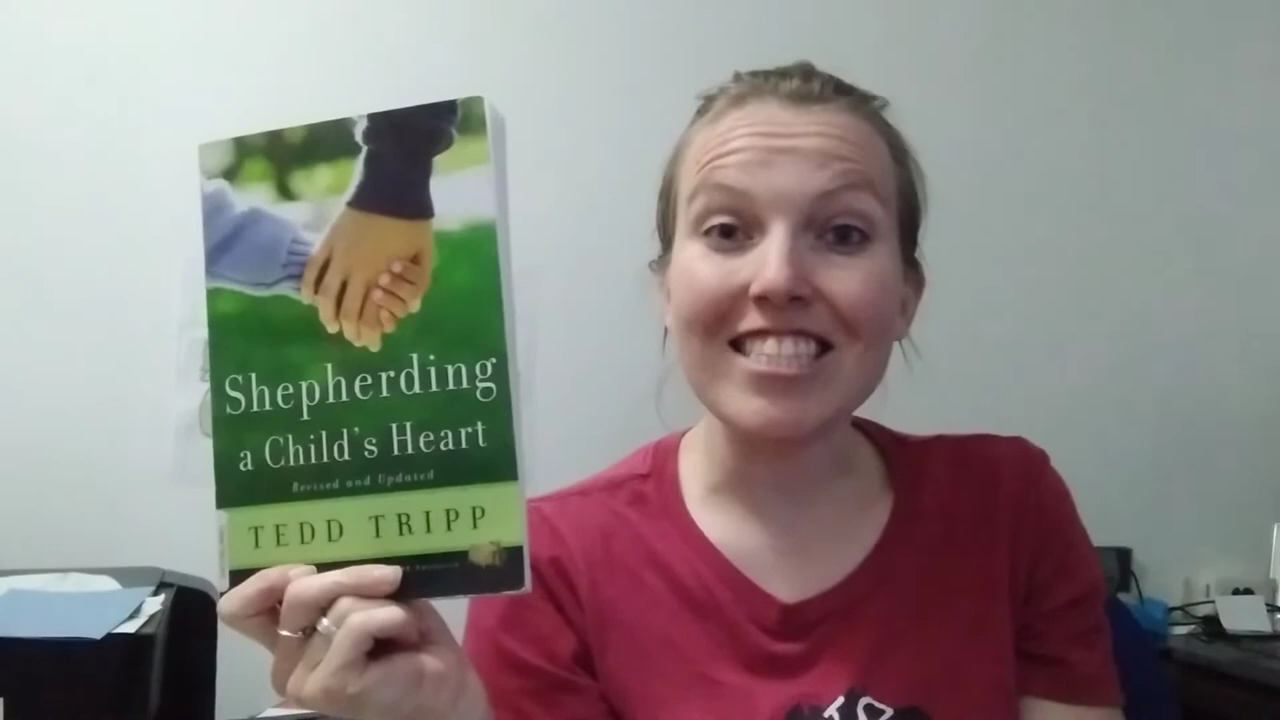 Shepherding
a Child's Heart
Revised and Updated
TEDD TRIPP